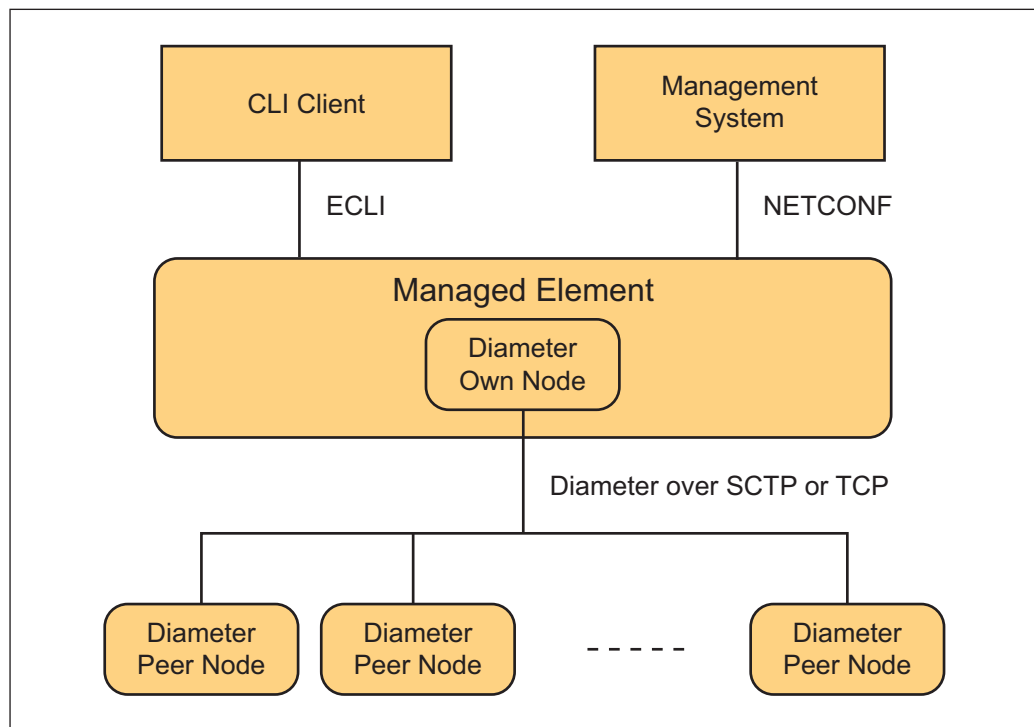 CLI Client
Management
System
ECLI
NETCONF
Managed Element
Diameter
Own Node
Diameter over SCTP or TCP
Diameter
Peer Node
Diameter
Peer Node
Diameter
Peer Node